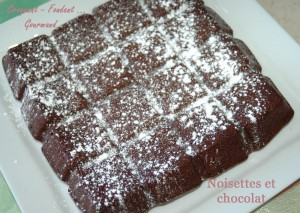 Croquant - Fondant ...
Gourmand ...
Noisettes et
chocolat